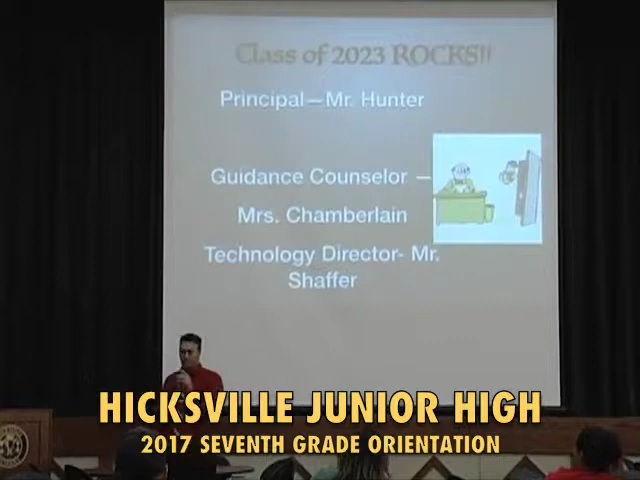 Class of 2023 ROCKS!!
Principal—Mr. Hunter
Guidance Counselor —
Mrs. Chamberlain
Technology Director- Mr.
Shaffer
HICKSVILLE JUNIOR HIGH
2017 SEVENTH GRADE ORIENTATION